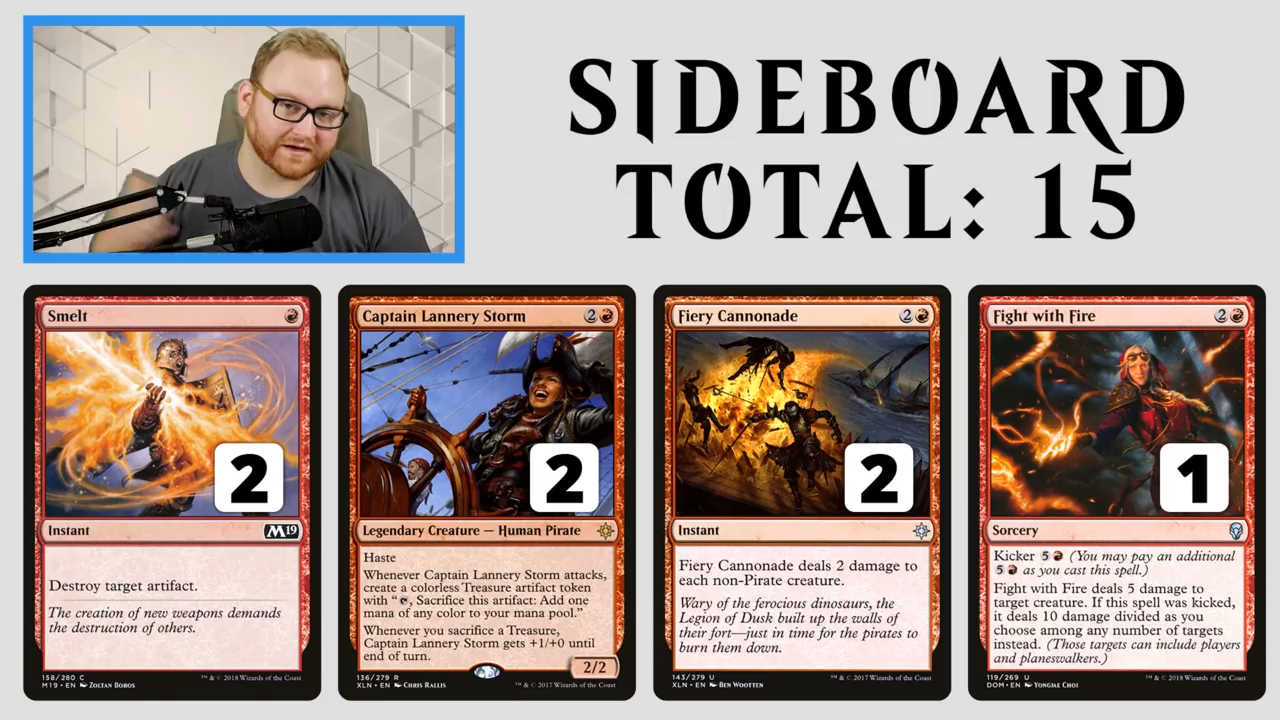 SIDEBOARD
TOTAL: 15
Smelt
2
Instant
M19
Destroy target artifact.
The creation of new weapons demands
the destruction of others.
158/280 C
M19 • EN Zoltan Boros
™ & © 2018 Wizards of the Coast
Captain Lannery Storm
2
2
Legendary Creature — Human Pirate
Haste
Whenever Captain Lannery Storm attacks,
create a colorless Treasure artifact token
with “, Sacrifice this artifact: Add one
mana of any color to your mana pool.”
Whenever you sacrifice a Treasure,
Captain Lannery Storm gets +1/+0 until
end of turn.
2/2
136/279 R
XLN • EN Chris Rallis
™ & © 2017 Wizards of the Coast
Fiery Cannonade
2
2
Instant
Fiery Cannonade deals 2 damage to
each non-Pirate creature.
Wary of the ferocious dinosaurs, the
Legion of Dusk built up the walls of
their fort—just in time for the pirates to
burn them down.
143/279 U
XLN • EN Ben Wootten
™ & © 2017 Wizards of the Coast
Fight with Fire
2
1
Sorcery
Kicker 5 (You may pay an additional
5 as you cast this spell.)
Fight with Fire deals 5 damage to
target creature. If this spell was kicked,
it deals 10 damage divided as you
choose among any number of targets
instead. (Those targets can include players
and planeswalkers.)
119/269 U
DOM • EN Yongjae Choi
™ & © 2018 Wizards of the Coast